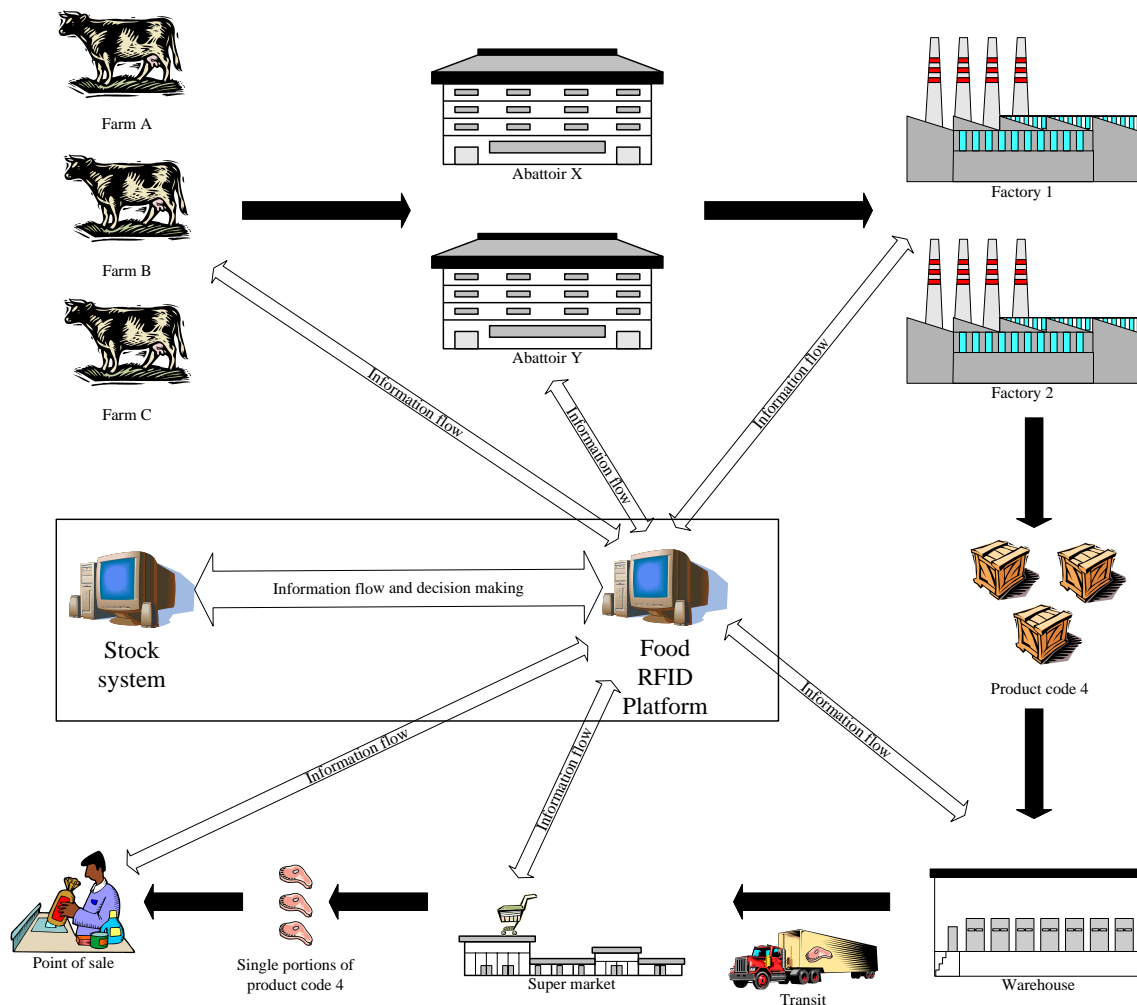 Farm A
Abattoir X
Factory 1
Farm B
Abattoir Y
Factory 2
Farm C
Information flow
Information flow
Information flow
Information flow and decision making
Stock
system
Food
RFID
Platform
Product code 4
Information flow
Information flow
Information flow
Point of sale
Single portions of
product code 4
Super market
Transit
Warehouse